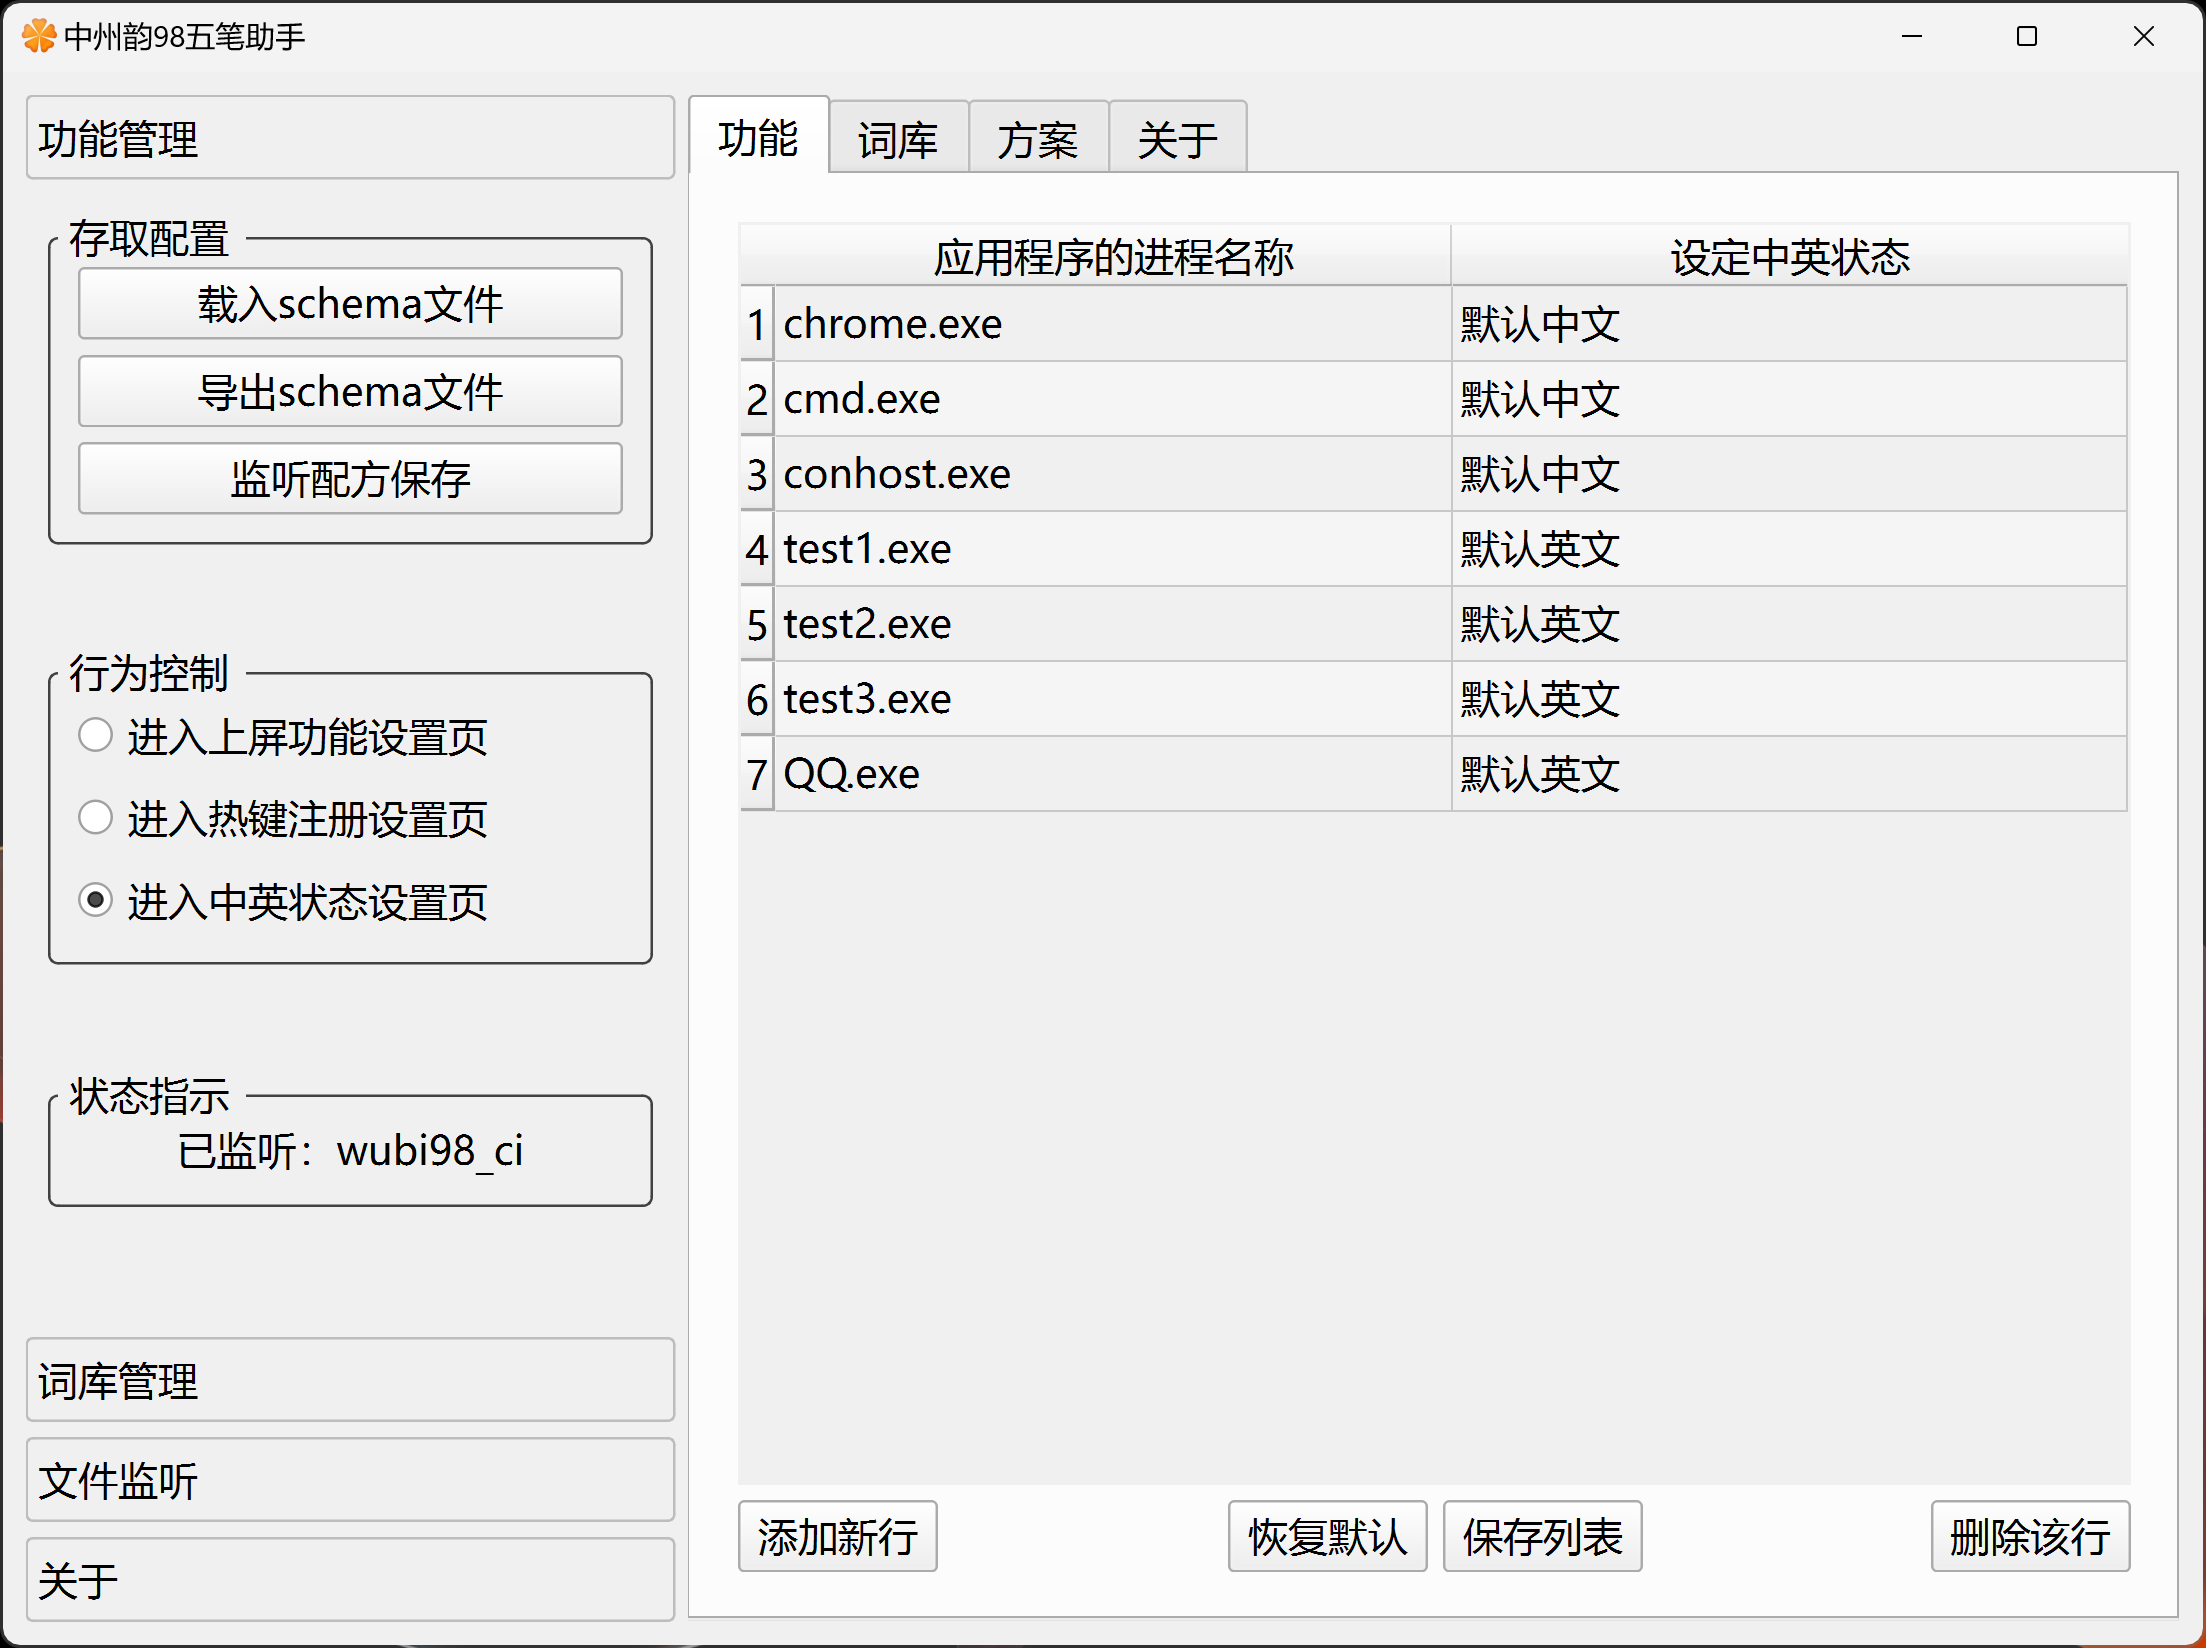 中州韵98五笔助手
功能管理
存取配置
载入schema文件
导出schema文件
监听配方保存
行为控制
进入上屏功能设置页
进入热键注册设置页
进入中英状态设置页
状态指示
已监听：wubi98_ci
词库管理
文件监听
关于
功能 词库 方案 关于
应用程序的进程名称 设定中英状态
1 chrome.exe 默认中文
2 cmd.exe 默认中文
3 conhost.exe 默认中文
4 test1.exe 默认英文
5 test2.exe 默认英文
6 test3.exe 默认英文
7 QQ.exe 默认英文
添加新行 恢复默认 保存列表 删除该行